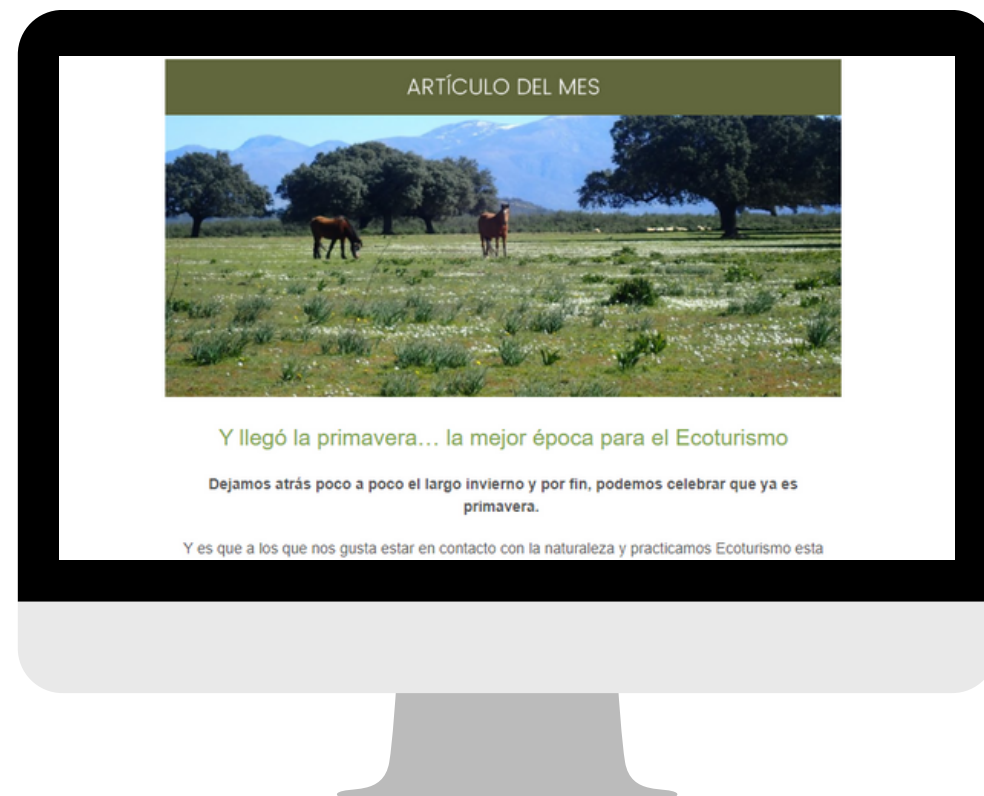 ARTÍCULO DEL MES
Y llegó la primavera… la mejor época para el Ecoturismo
Dejamos atrás poco a poco el largo invierno y por fin, podemos celebrar que ya es
primavera.
Y es que a los que nos gusta estar en contacto con la naturaleza y practicamos Ecoturismo esta